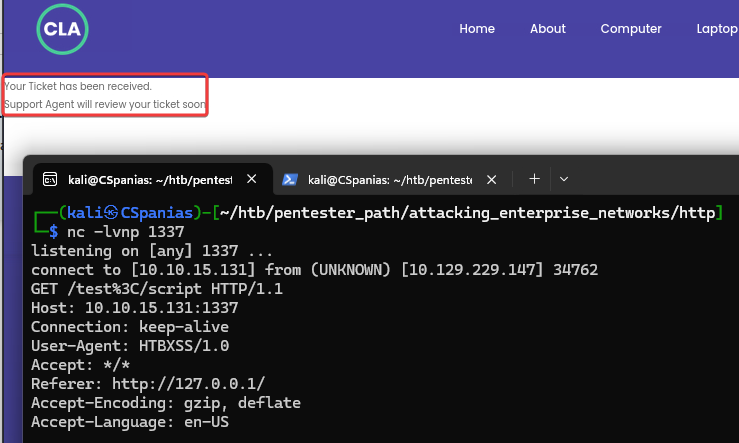 CLA
Home About Computer Laptop
Your Ticket has been received.
Support Agent will review your ticket soon
kali@CSpanias: ~/htb/pentest kali@CSpanias: ~/htb/penteste
(kali㉿CSpanias)-[~/htb/pentester_path/attacking_enterprise_networks/http]
$ nc -lvnp 1337
listening on [any] 1337 ...
connect to [10.10.15.131] from (UNKNOWN) [10.129.229.147] 34762
GET /test%3C/script HTTP/1.1
Host: 10.10.15.131:1337
Connection: keep-alive
User-Agent: HTBXSS/1.0
Accept: */*
Referer: http://127.0.0.1/
Accept-Encoding: gzip, deflate
Accept-Language: en-US